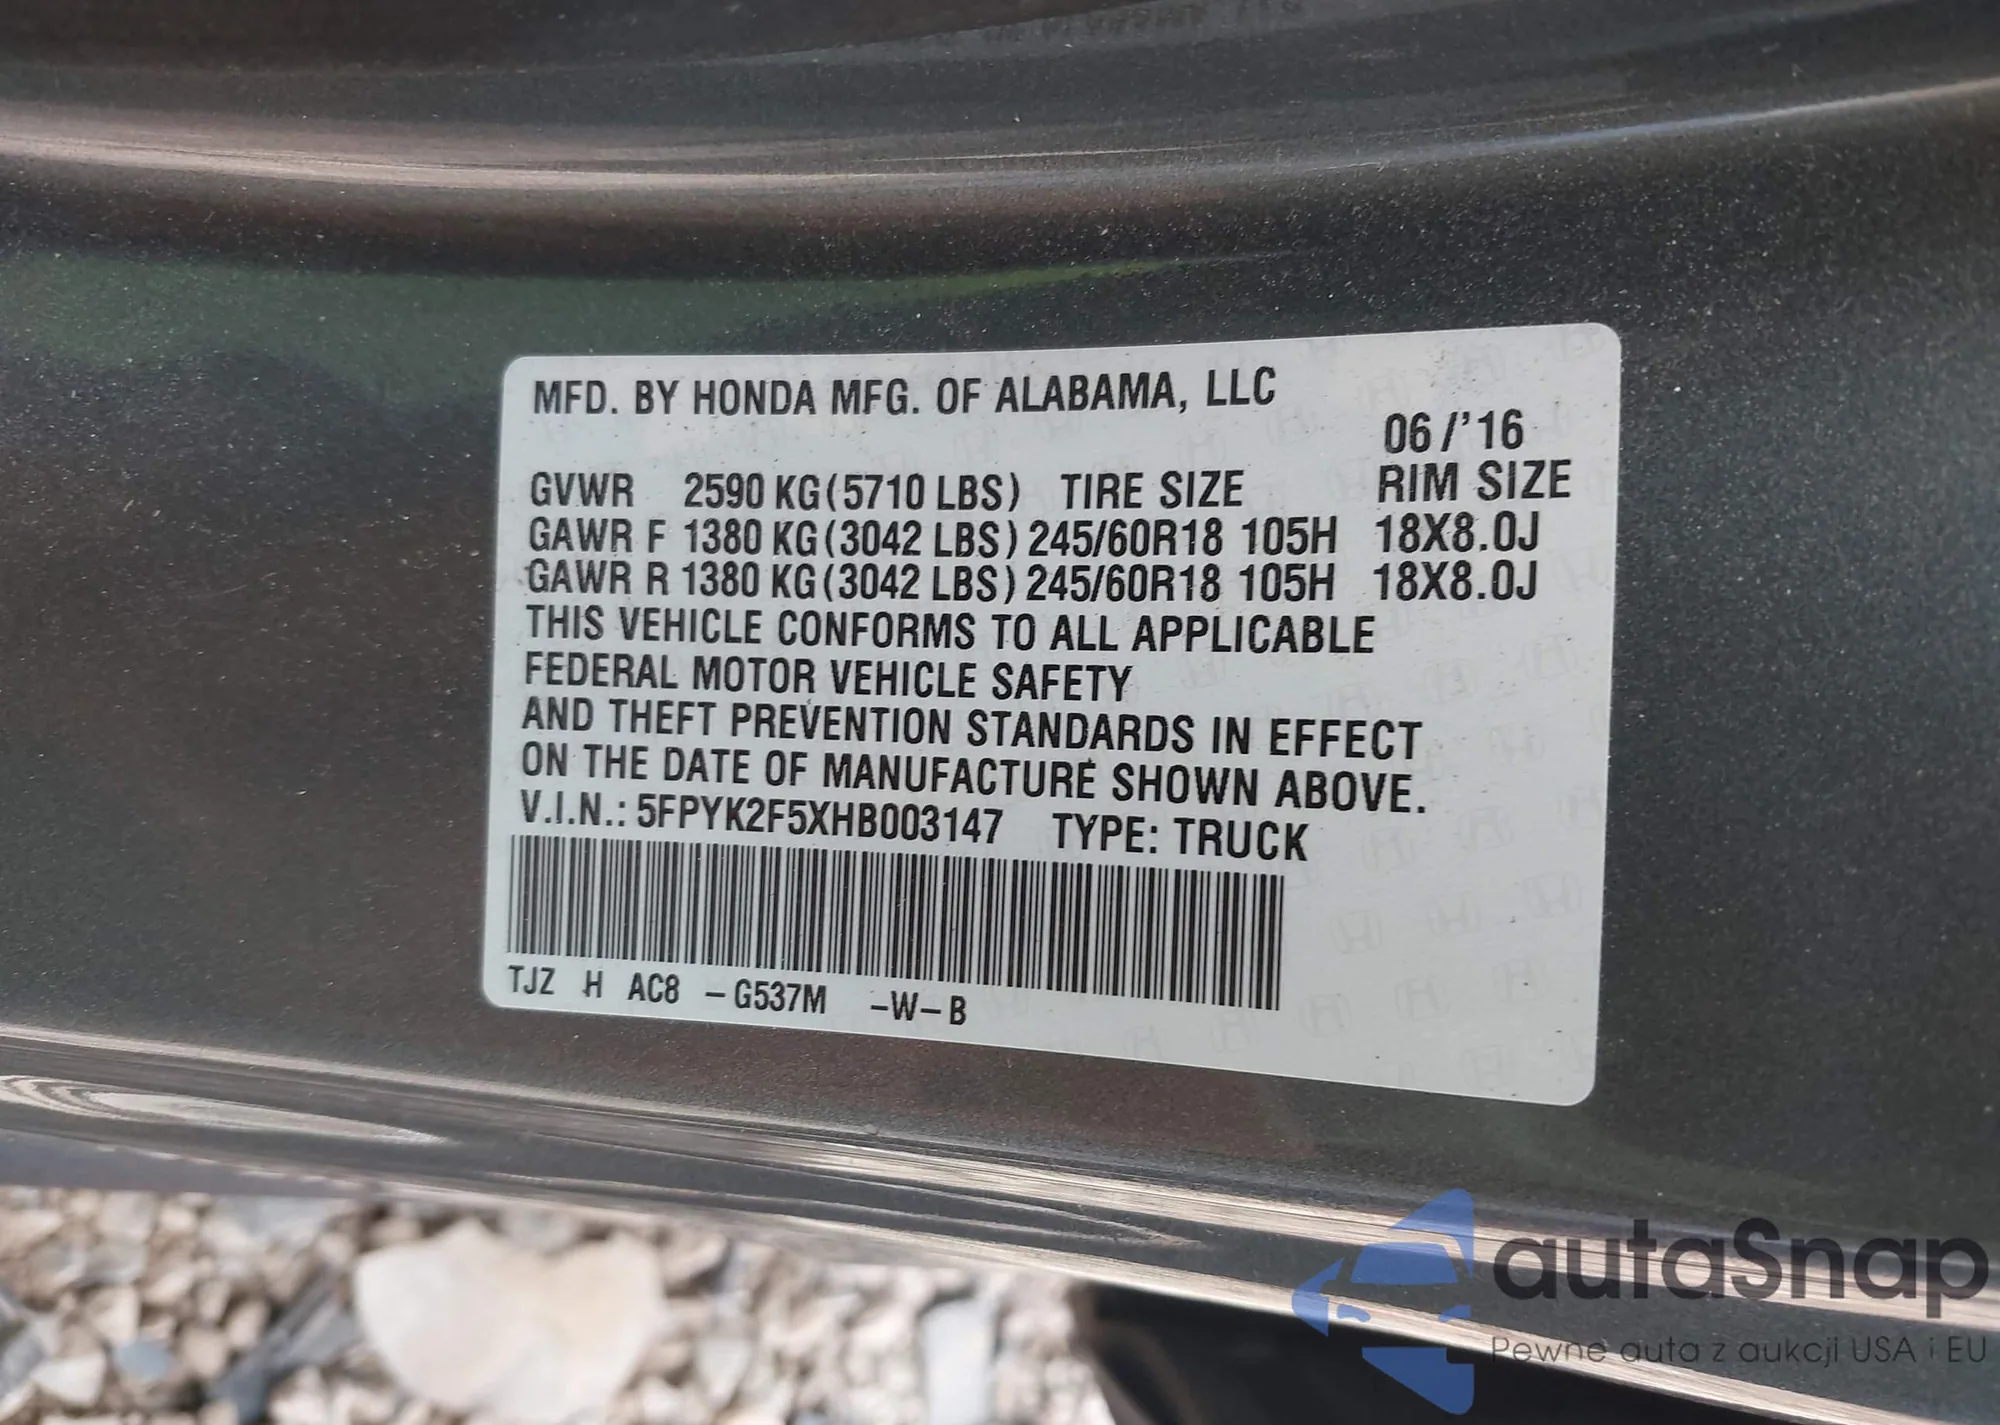 MFD. BY HONDA MFG. OF ALABAMA, LLC
06/'16
GVWR 2590 KG(5710 LBS) TIRE SIZE RIM SIZE
GAWR F 1380 KG(3042 LBS) 245/60R18 105H 18X8.0J
GAWR R 1380 KG(3042 LBS) 245/60R18 105H 18X8.0J
THIS VEHICLE CONFORMS TO ALL APPLICABLE
FEDERAL MOTOR VEHICLE SAFETY
AND THEFT PREVENTION STANDARDS IN EFFECT
ON THE DATE OF MANUFACTURE SHOWN ABOVE.
V.I.N.: 5FPYK2F5XHB003147 TYPE: TRUCK
TJZ H AC8 -G537M -W-B
autaSnap
Pewne auta z aukcji USA i EU